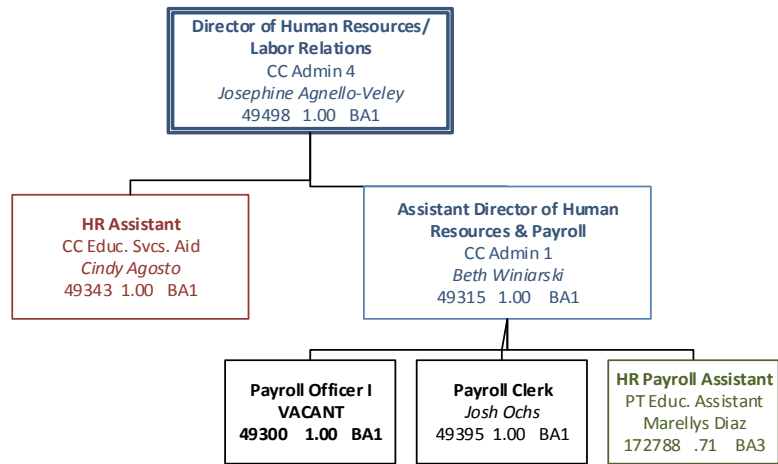 Director of Human Resources/
Labor Relations
CC Admin 4
Josephine Agnello-Veley
49498 1.00 BA1
HR Assistant
CC Educ. Svcs. Aid
Cindy Agosto
49343 1.00 BA1
Assistant Director of Human
Resources & Payroll
CC Admin 1
Beth Winiarski
49315 1.00 BA1
Payroll Officer I
VACANT
49300 1.00 BA1
Payroll Clerk
Josh Ochs
49395 1.00 BA1
HR Payroll Assistant
PT Educ. Assistant
Marellys Diaz
172788 .71 BA3